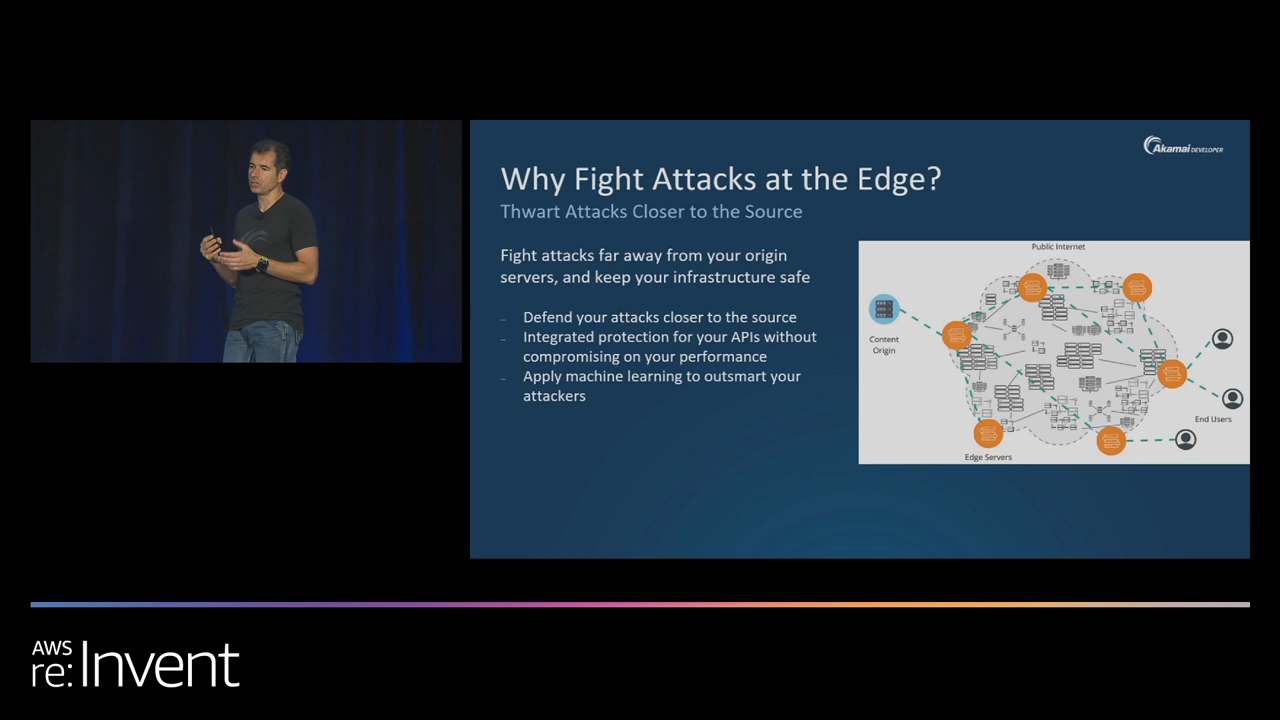 Akamai DEVELOPER
Why Fight Attacks at the Edge?
Thwart Attacks Closer to the Source
Fight attacks far away from your origin
servers, and keep your infrastructure safe
– Defend your attacks closer to the source
– Integrated protection for your APIs without
compromising on your performance
– Apply machine learning to outsmart your
attackers
Public Internet
Content
Origin
End Users
Edge Servers
AWS
re:Invent